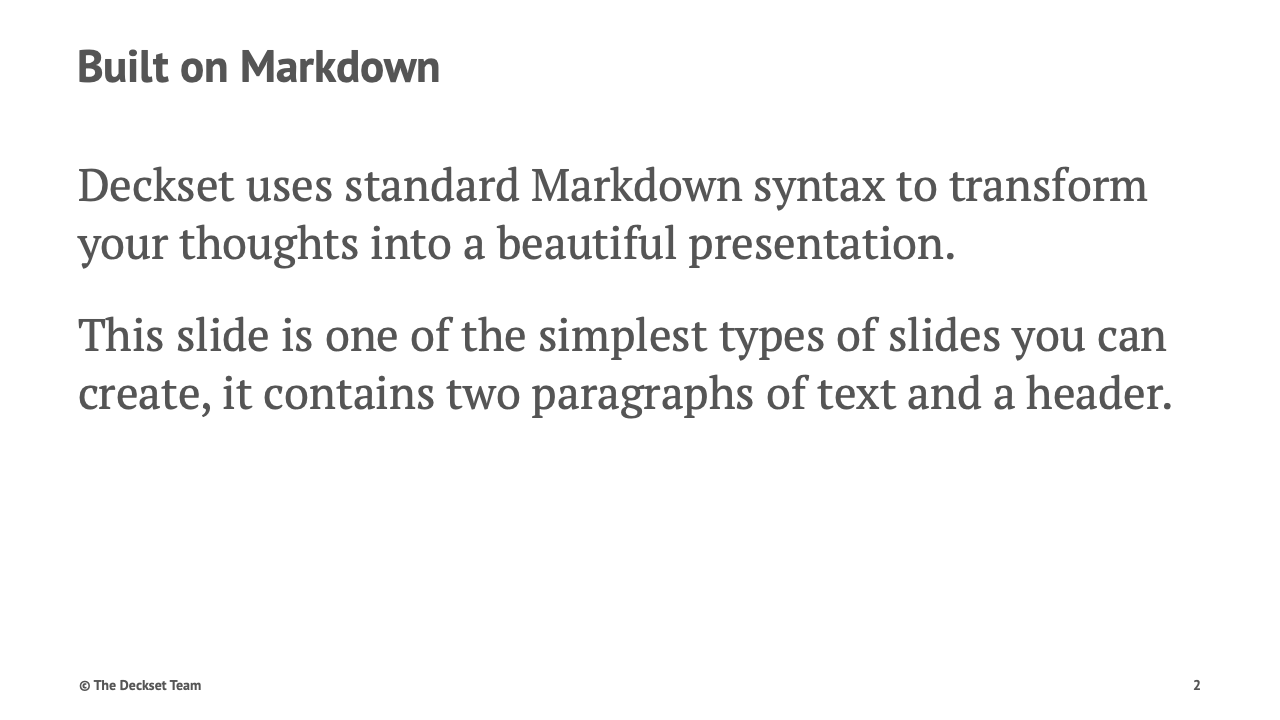 Built on Markdown
Deckset uses standard Markdown syntax to transform
your thoughts into a beautiful presentation.
This slide is one of the simplest types of slides you can
create, it contains two paragraphs of text and a header.
© The Deckset Team
2